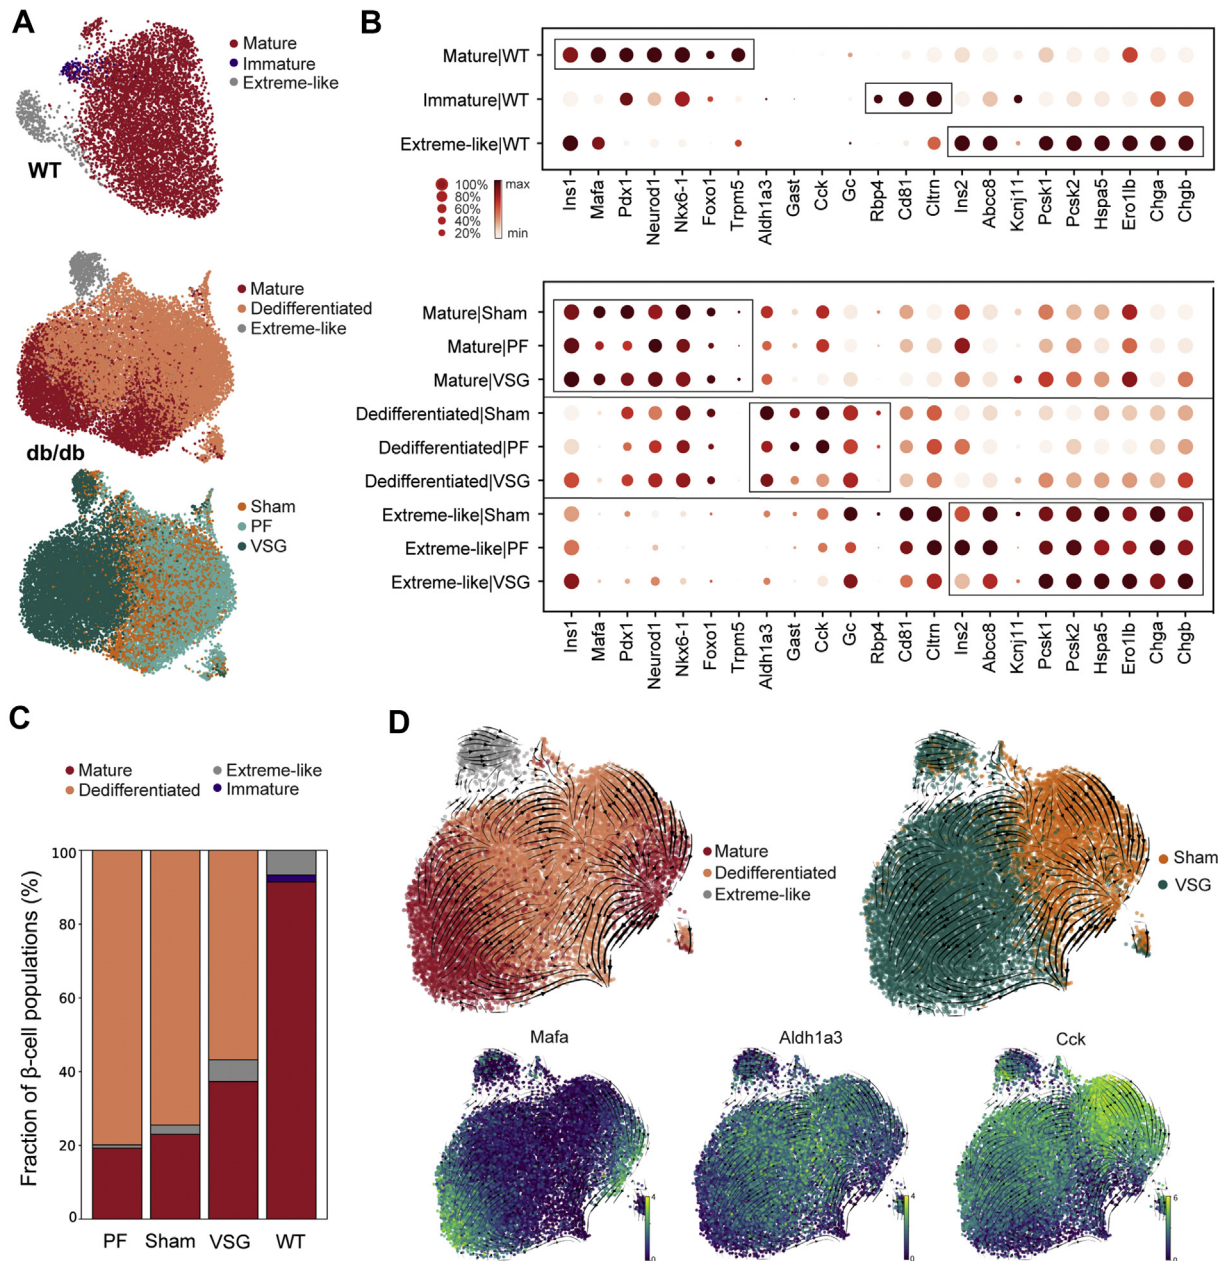 A
Mature
Immature
Extreme-like
WT
Mature
Dedifferentiated
Extreme-like
db/db
Sham
PF
VSG
B
Mature|WT
Immature|WT
Extreme-like|WT
100%
80%
60%
40%
20%
max
min
Ins1 Mafa Pdx1 Neurod1 Nkx6-1 Foxo1 Trpm5 Aldh1a3 Gast Cck Gc Rbp4 Cd81 Cltrn Ins2 Abcc8 Kcnj11 Pcsk1 Pcsk2 Hspa5 Ero1lb Chga Chgb
Mature|Sham
Mature|PF
Mature|VSG
Dedifferentiated|Sham
Dedifferentiated|PF
Dedifferentiated|VSG
Extreme-like|Sham
Extreme-like|PF
Extreme-like|VSG
Ins1 Mafa Pdx1 Neurod1 Nkx6-1 Foxo1 Trpm5 Aldh1a3 Gast Cck Gc Rbp4 Cd81 Cltrn Ins2 Abcc8 Kcnj11 Pcsk1 Pcsk2 Hspa5 Ero1lb Chga Chgb
C
Mature
Dedifferentiated
Extreme-like
Immature
Fraction of β-cell populations (%)
100
80
60
40
20
0
PF Sham VSG WT
D
Mature
Dedifferentiated
Extreme-like
Sham
VSG
Mafa
4
0
Aldh1a3
4
0
Cck
6
0